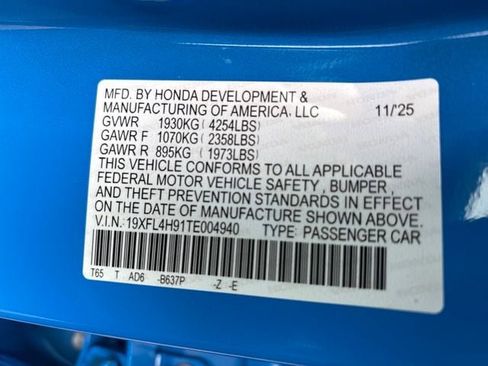 MFD. BY HONDA DEVELOPMENT &
MANUFACTURING OF AMERICA, LLC 11/'25
GVWR 1930KG (4254LBS)
GAWR F 1070KG (2358LBS)
GAWR R 895KG (1973LBS)
THIS VEHICLE CONFORMS TO ALL APPLICABLE
FEDERAL MOTOR VEHICLE SAFETY , BUMPER ,
AND THEFT PREVENTION STANDARDS IN EFFECT
ON THE DATE OF MANUFACTURE SHOWN ABOVE.
V.I.N.: 19XFL4H91TE004940 TYPE: PASSENGER CAR
T65 T AD6 -B637P -Z -E